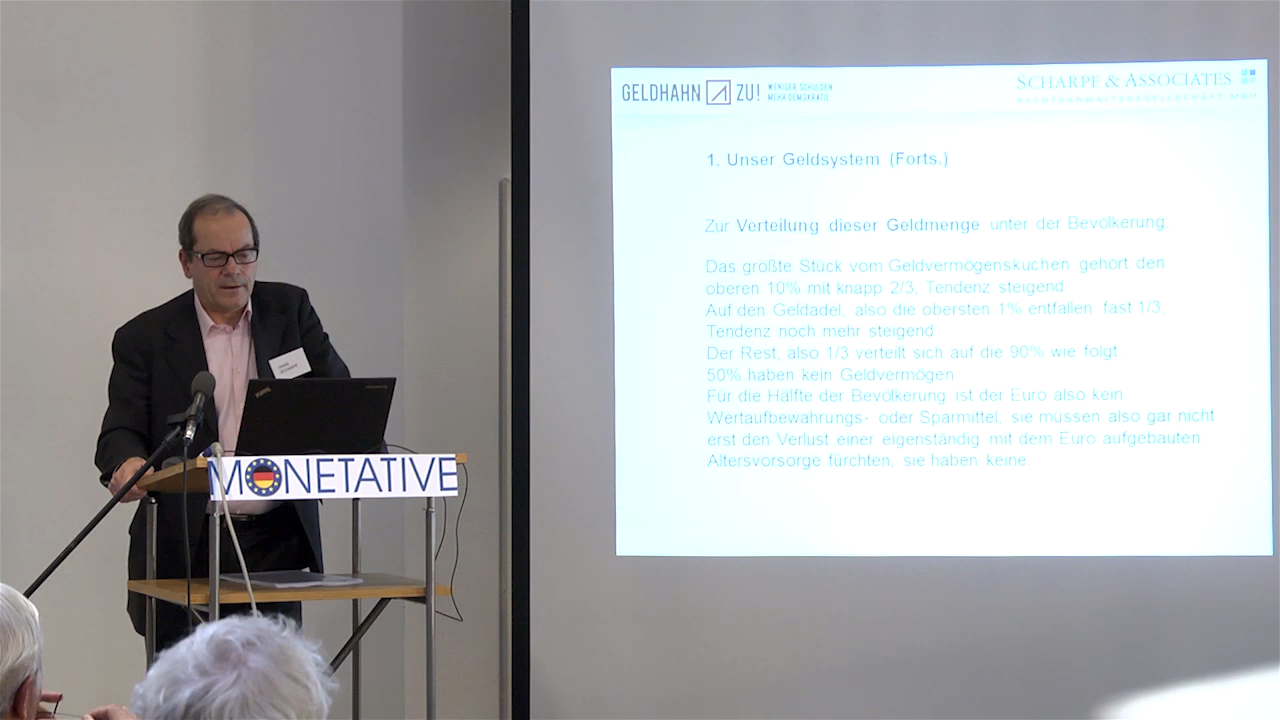 GELDHAHN ZU! WENIGER SCHULDEN
MEHR DEMOKRATIE
SCHARPF & ASSOCIATES
RECHTSANWALTSGESELLSCHAFT MBH
1. Unser Geldsystem (Forts.)
Zur Verteilung dieser Geldmenge unter der Bevölkerung
Das größte Stück vom Geldvermögenskuchen gehört den
oberen 10% mit knapp 2/3, Tendenz steigend
Auf den Geldadel, also die obersten 1% entfallen fast 1/3,
Tendenz noch mehr steigend
Der Rest, also 1/3 verteilt sich auf die 90% wie folgt
50% haben kein Geldvermögen
Für die Hälfte der Bevölkerung ist der Euro also kein
Wertaufbewahrungs- oder Sparmittel; sie müssen also gar nicht
erst den Verlust einer eigenständig mit dem Euro aufgebauten
Altersvorsorge fürchten, sie haben keine
MONETATIVE